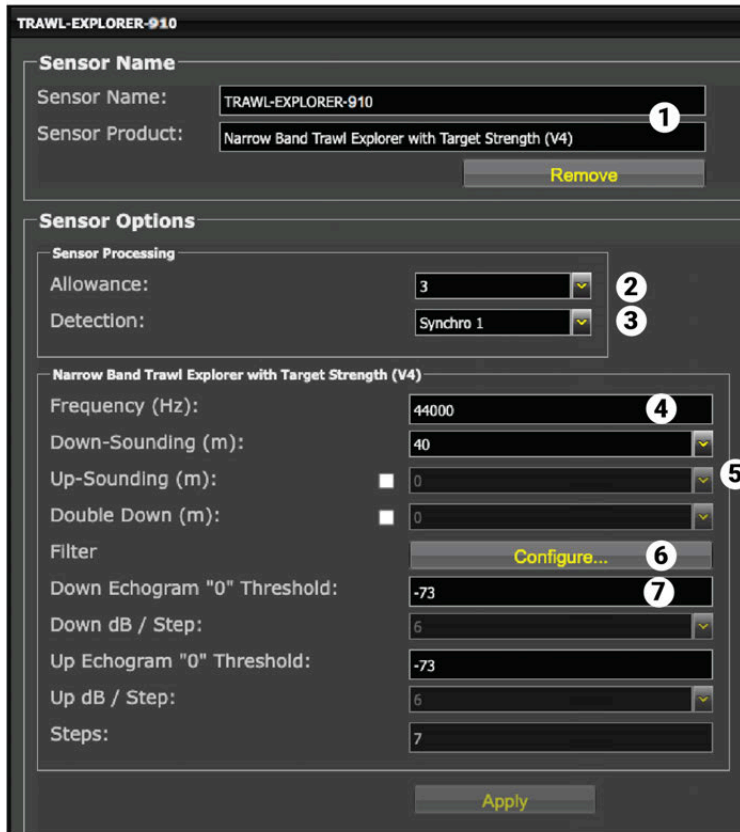 TRAWL-EXPLORER-910
Sensor Name
Sensor Name: TRAWL-EXPLORER-910
1
Sensor Product: Narrow Band Trawl Explorer with Target Strength (V4)
Remove
Sensor Options
Sensor Processing
Allowance: 3 2
Detection: Synchro 1 3
Narrow Band Trawl Explorer with Target Strength (V4)
Frequency (Hz): 44000 4
Down-Sounding (m): 40
Up-Sounding (m): 0 5
Double Down (m): 0
Filter Configure... 6
Down Echogram "0" Threshold: -73 7
Down dB / Step: 6
Up Echogram "0" Threshold: -73
Up dB / Step: 6
Steps: 7
Apply